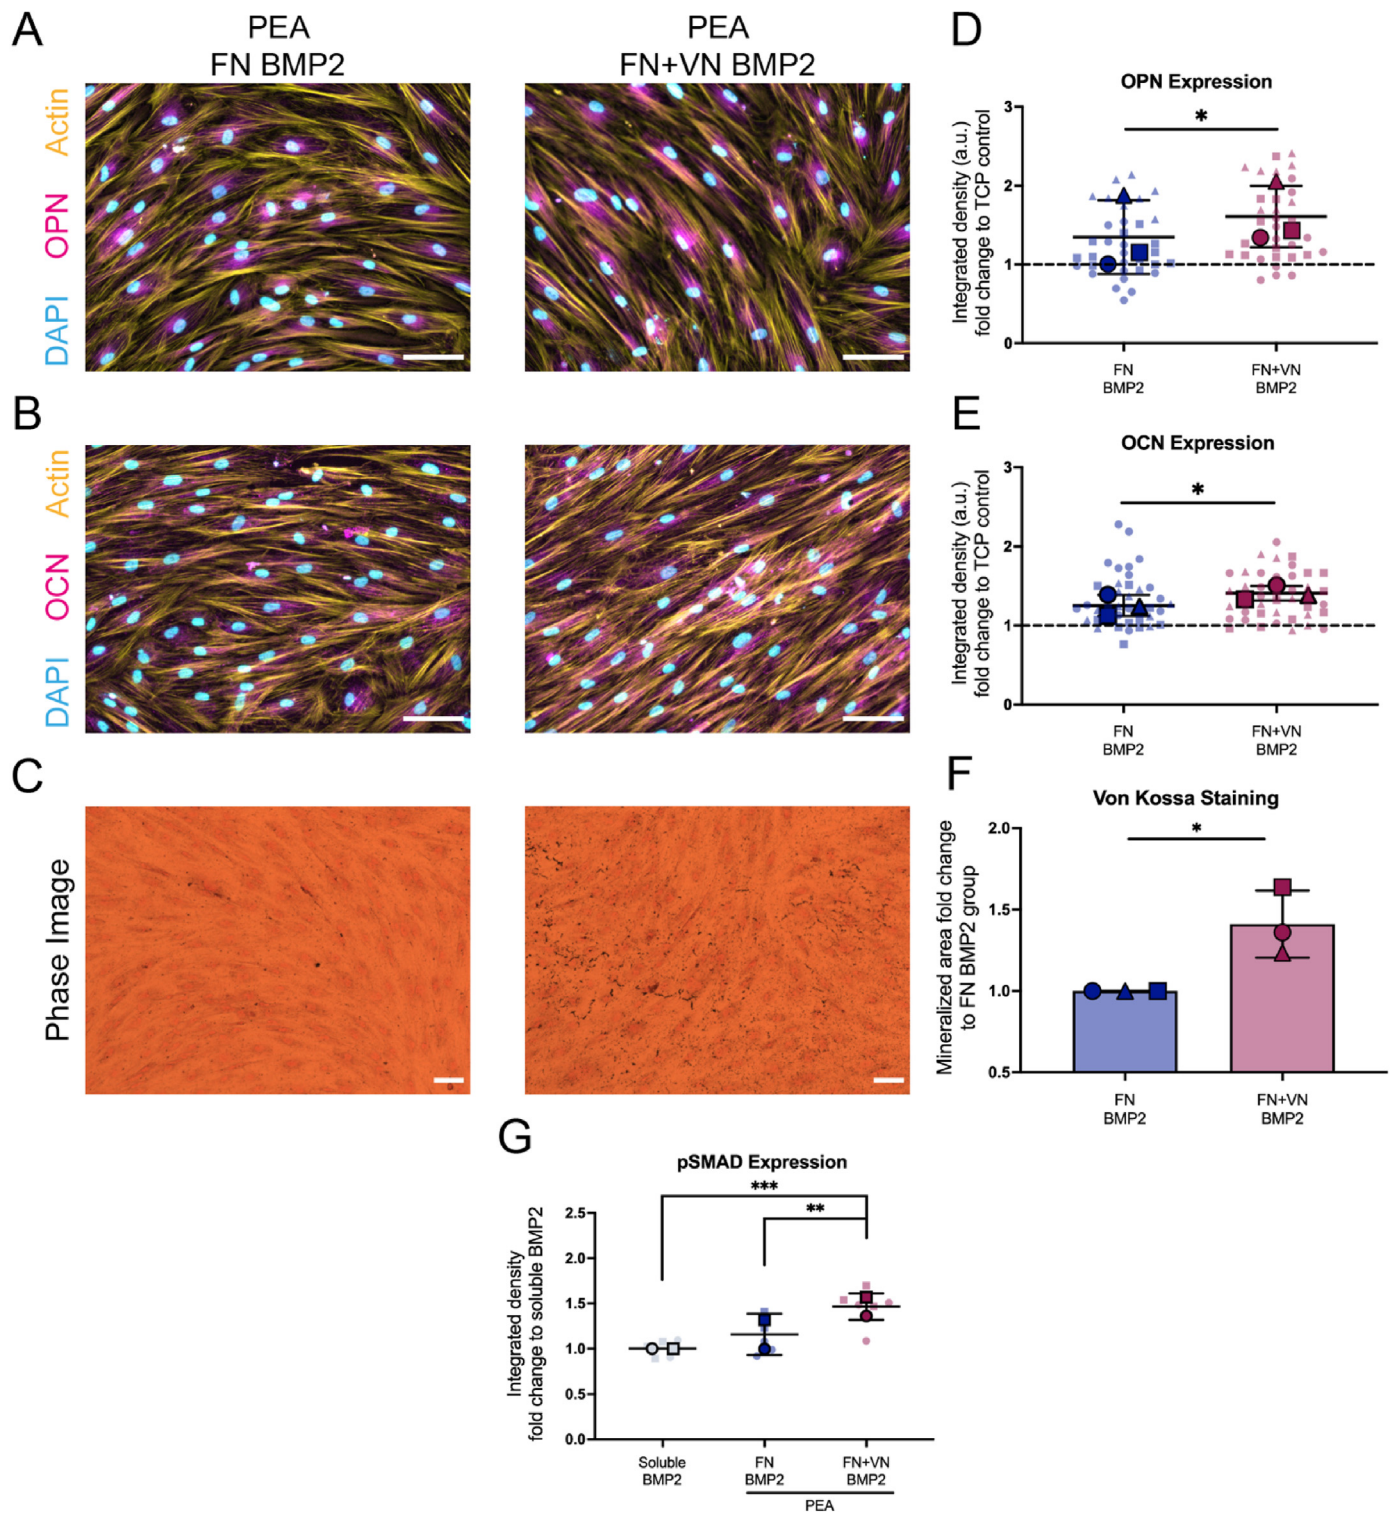 A
PEA
FN BMP2
PEA
FN+VN BMP2
DAPI OPN Actin
B
DAPI OCN Actin
C
Phase Image
D
OPN Expression
Integrated density (a.u.)
fold change to TCP control
*
3
2
1
0
FN
BMP2
FN+VN
BMP2
E
OCN Expression
Integrated density (a.u.)
fold change to TCP control
*
3
2
1
0
FN
BMP2
FN+VN
BMP2
F
Von Kossa Staining
Mineralized area fold change
to FN BMP2 group
*
2.0
1.5
1.0
0.5
FN
BMP2
FN+VN
BMP2
G
pSMAD Expression
Integrated density
fold change to soluble BMP2
***
**
2.5
2.0
1.5
1.0
0.5
0.0
Soluble
BMP2
FN
BMP2
FN+VN
BMP2
PEA